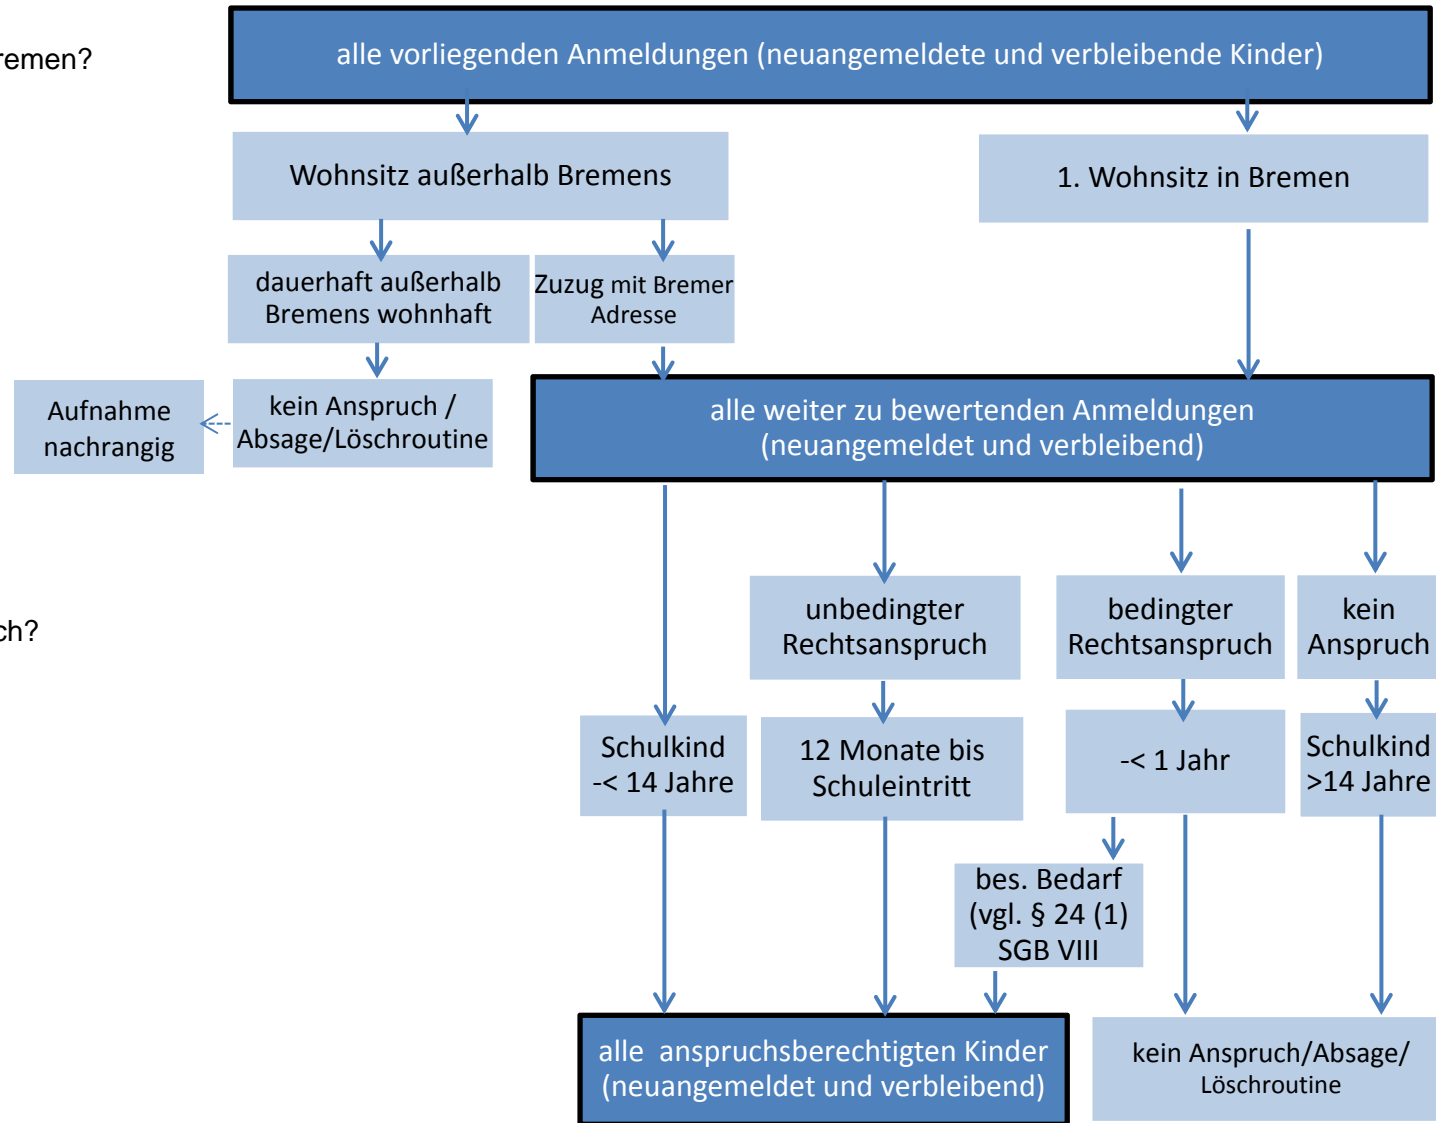 remen?
alle vorliegenden Anmeldungen (neuangemeldete und verbleibende Kinder)
Wohnsitz außerhalb Bremens
1. Wohnsitz in Bremen
dauerhaft außerhalb
Bremens wohnhaft
Zuzug mit Bremer
Adresse
Aufnahme
nachrangig
kein Anspruch /
Absage/Löschroutine
alle weiter zu bewertenden Anmeldungen
(neuangemeldet und verbleibend)
ch?
unbedingter
Rechtsanspruch
bedingter
Rechtsanspruch
kein
Anspruch
Schulkind
-< 14 Jahre
12 Monate bis
Schuleintritt
-< 1 Jahr
Schulkind
>14 Jahre
bes. Bedarf
(vgl. § 24 (1)
SGB VIII
alle anspruchsberechtigten Kinder
(neuangemeldet und verbleibend)
kein Anspruch/Absage/
Löschroutine